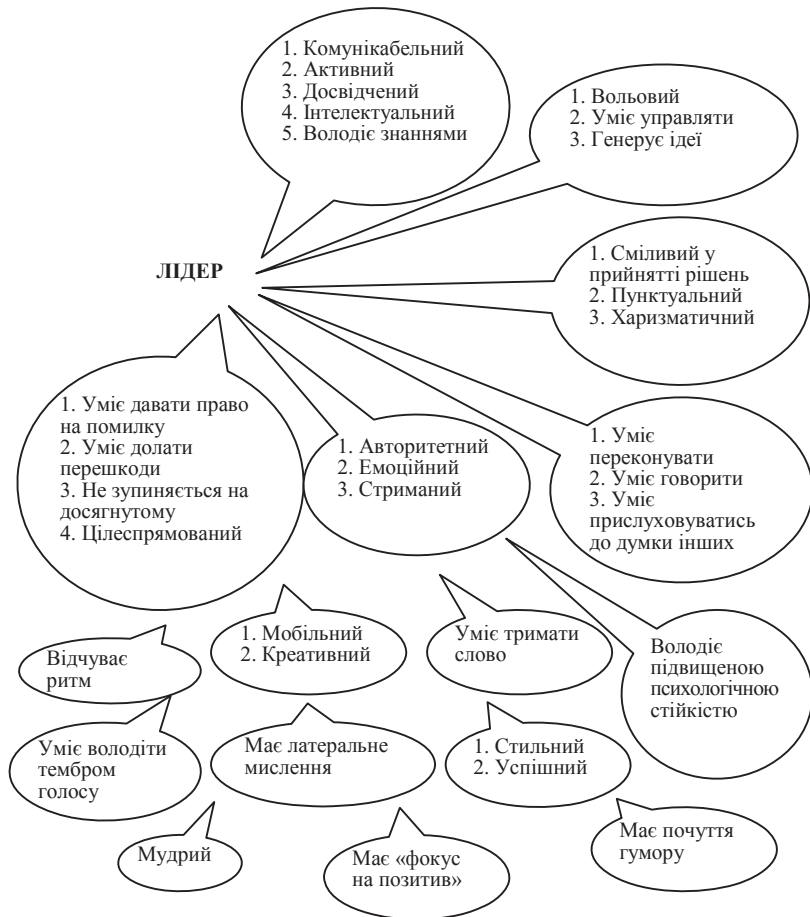 1. Комунікабельний
2. Активний
3. Досвідчений
4. Інтелектуальний
5. Володіє знаннями
1. Вольовий
2. Уміє управляти
3. Генерує ідеї
ЛІДЕР
1. Сміливий у
прийнятті рішень
2. Пунктуальний
3. Харизматичний
1. Уміє давати право
на помилку
2. Уміє долати
перешкоди
3. Не зупиняється на
досягнутому
4. Цілеспрямований
1. Авторитетний
2. Емоційний
3. Стриманий
1. Уміє
переконувати
2. Уміє говорити
3. Уміє
прислуховуватись
до думки інших
Відчуває
ритм
1. Мобільний
2. Креативний
Уміє тримати
слово
Володіє
підвищеною
психологічною
стійкістю
Уміє володіти
тембром
голосу
Має латеральне
мислення
1. Стильний
2. Успішний
Мудрий
Має «фокус
на позитив»
Має почуття
гумору